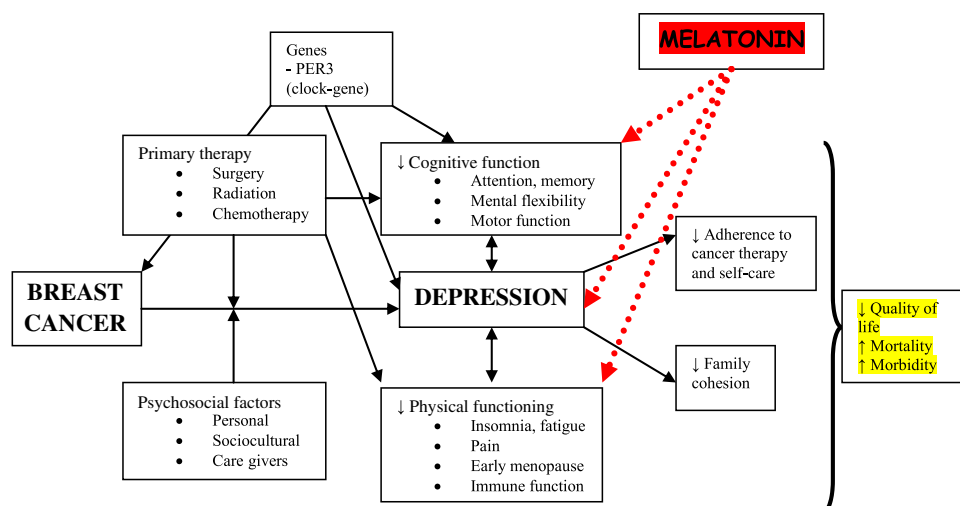 Genes
- PER3
(clock-gene)
MELATONIN
Primary therapy
• Surgery
• Radiation
• Chemotherapy
↓ Cognitive function
• Attention, memory
• Mental flexibility
• Motor function
↓ Adherence to
cancer therapy
and self-care
BREAST
CANCER
DEPRESSION
↓ Quality of
life
↑ Mortality
↑ Morbidity
↓ Family
cohesion
Psychosocial factors
• Personal
• Sociocultural
• Care givers
↓ Physical functioning
• Insomnia, fatigue
• Pain
• Early menopause
• Immune function